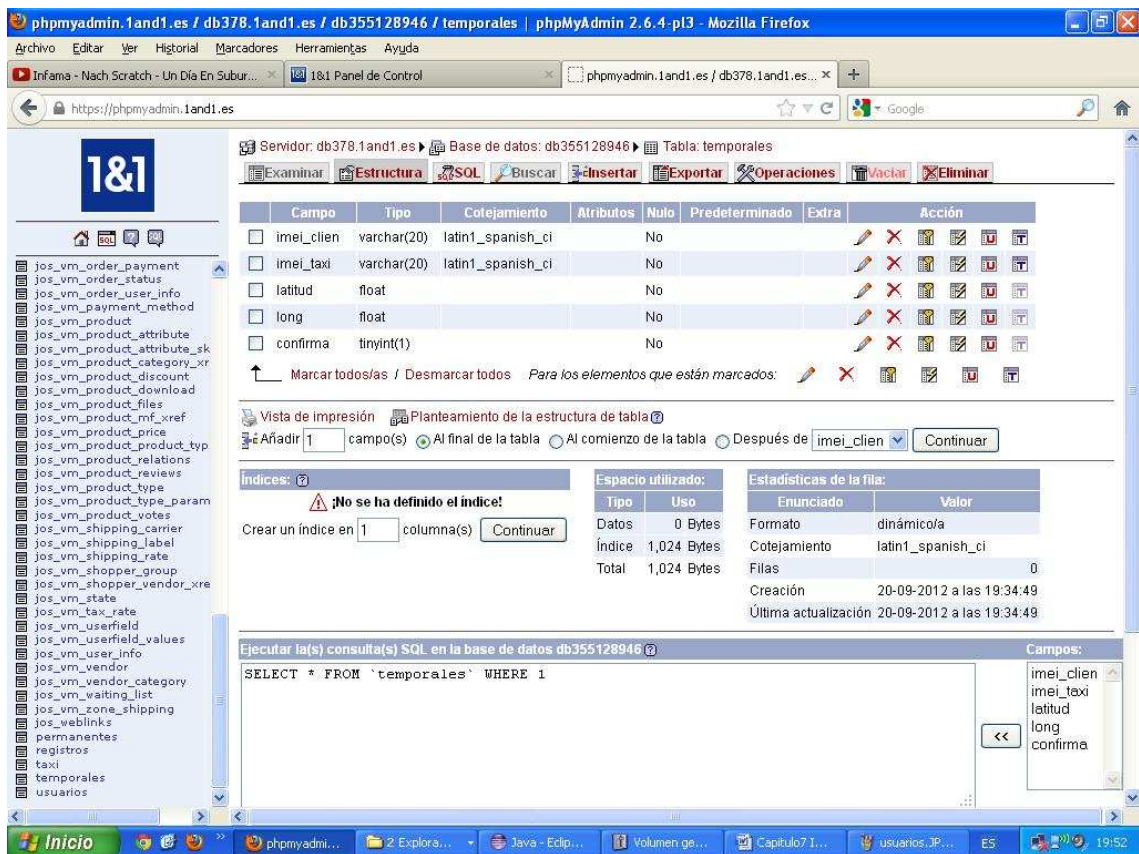 phpmyadmin.1and1.es / db378.1and1.es / db355128946 / temporales | phpMyAdmin 2.6.4-pl3 - Mozilla Firefox
Archivo Editar Ver Historial Marcadores Herramientas Ayuda
Infama - Nach Scratch - Un Día En Subur... 1&1 Panel de Control phpmyadmin.1and1.es / db378.1and1.es...
https://phpmyadmin.1and1.es Google
1&1
SQL
jos_vm_order_payment
jos_vm_order_status
jos_vm_order_user_info
jos_vm_payment_method
jos_vm_product
jos_vm_product_attribute
jos_vm_product_attribute_sk
jos_vm_product_category_xr
jos_vm_product_discount
jos_vm_product_download
jos_vm_product_files
jos_vm_product_mf_xref
jos_vm_product_price
jos_vm_product_product_typ
jos_vm_product_relations
jos_vm_product_reviews
jos_vm_product_type
jos_vm_product_type_param
jos_vm_product_votes
jos_vm_shipping_carrier
jos_vm_shipping_label
jos_vm_shipping_rate
jos_vm_shopper_group
jos_vm_shopper_vendor_xre
jos_vm_state
jos_vm_tax_rate
jos_vm_userfield
jos_vm_userfield_values
jos_vm_user_info
jos_vm_vendor
jos_vm_vendor_category
jos_vm_waiting_list
jos_vm_zone_shipping
jos_weblinks
permanentes
registros
taxi
temporales
usuarios
Servidor: db378.1and1.es Base de datos: db355128946 Tabla: temporales
Examinar Estructura SQL Buscar Insertar Exportar Operaciones Vaciar Eliminar
Campo Tipo Cotejamiento Atributos Nulo Predeterminado Extra Acción
imei_clien varchar(20) latin1_spanish_ci No
imei_taxi varchar(20) latin1_spanish_ci No
latitud float No
long float No
confirma tinyint(1) No
Marcar todos/as / Desmarcar todos Para los elementos que están marcados:
Vista de impresión Planteamiento de la estructura de tabla
Añadir 1 campo(s) Al final de la tabla Al comienzo de la tabla Después de imei_clien Continuar
Índices:
¡No se ha definido el índice!
Crear un índice en 1 columna(s) Continuar
Espacio utilizado:
Tipo Uso
Datos 0 Bytes
Índice 1,024 Bytes
Total 1,024 Bytes
Estadísticas de la fila:
Enunciado Valor
Formato dinámico/a
Cotejamiento latin1_spanish_ci
Filas 0
Creación 20-09-2012 a las 19:34:49
Última actualización 20-09-2012 a las 19:34:49
Ejecutar la(s) consulta(s) SQL en la base de datos db355128946
SELECT * FROM `temporales` WHERE 1
Campos:
imei_clien
imei_taxi
latitud
long
confirma
<<
Inicio phpmyadmi... 2 Explora... Java - Eclip... Volumen ge... Capitulo7 I... usuarios.JP... ES 19:52